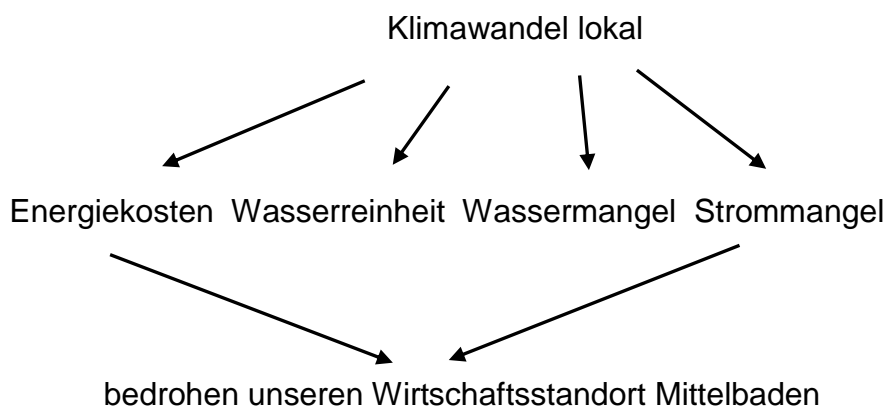 Klimawandel lokal
Energiekosten Wasserreinheit Wassermangel Strommangel
bedrohen unseren Wirtschaftsstandort Mittelbaden